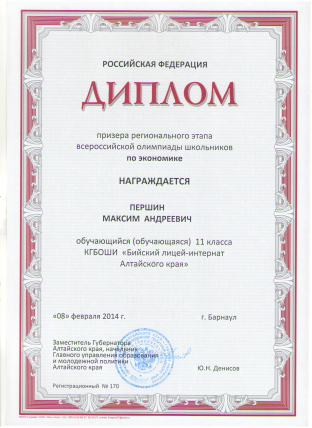 РОССИЙСКАЯ ФЕДЕРАЦИЯ
ДИПЛОМ
призера регионального этапа
всероссийской олимпиады школьников
по экономике
НАГРАЖДАЕТСЯ
ПЕРШИН
МАКСИМ АНДРЕЕВИЧ
обучающийся (обучающаяся) 11 класса
КГБОШИ «Бийский лицей-интернат
Алтайского края»
«08» февраля 2014 г. г. Барнаул
Заместитель Губернатора
Алтайского края, начальник
Главного управления образования
и молодежной политики
Алтайского края Ю.Н. Денисов
Регистрационный № 170